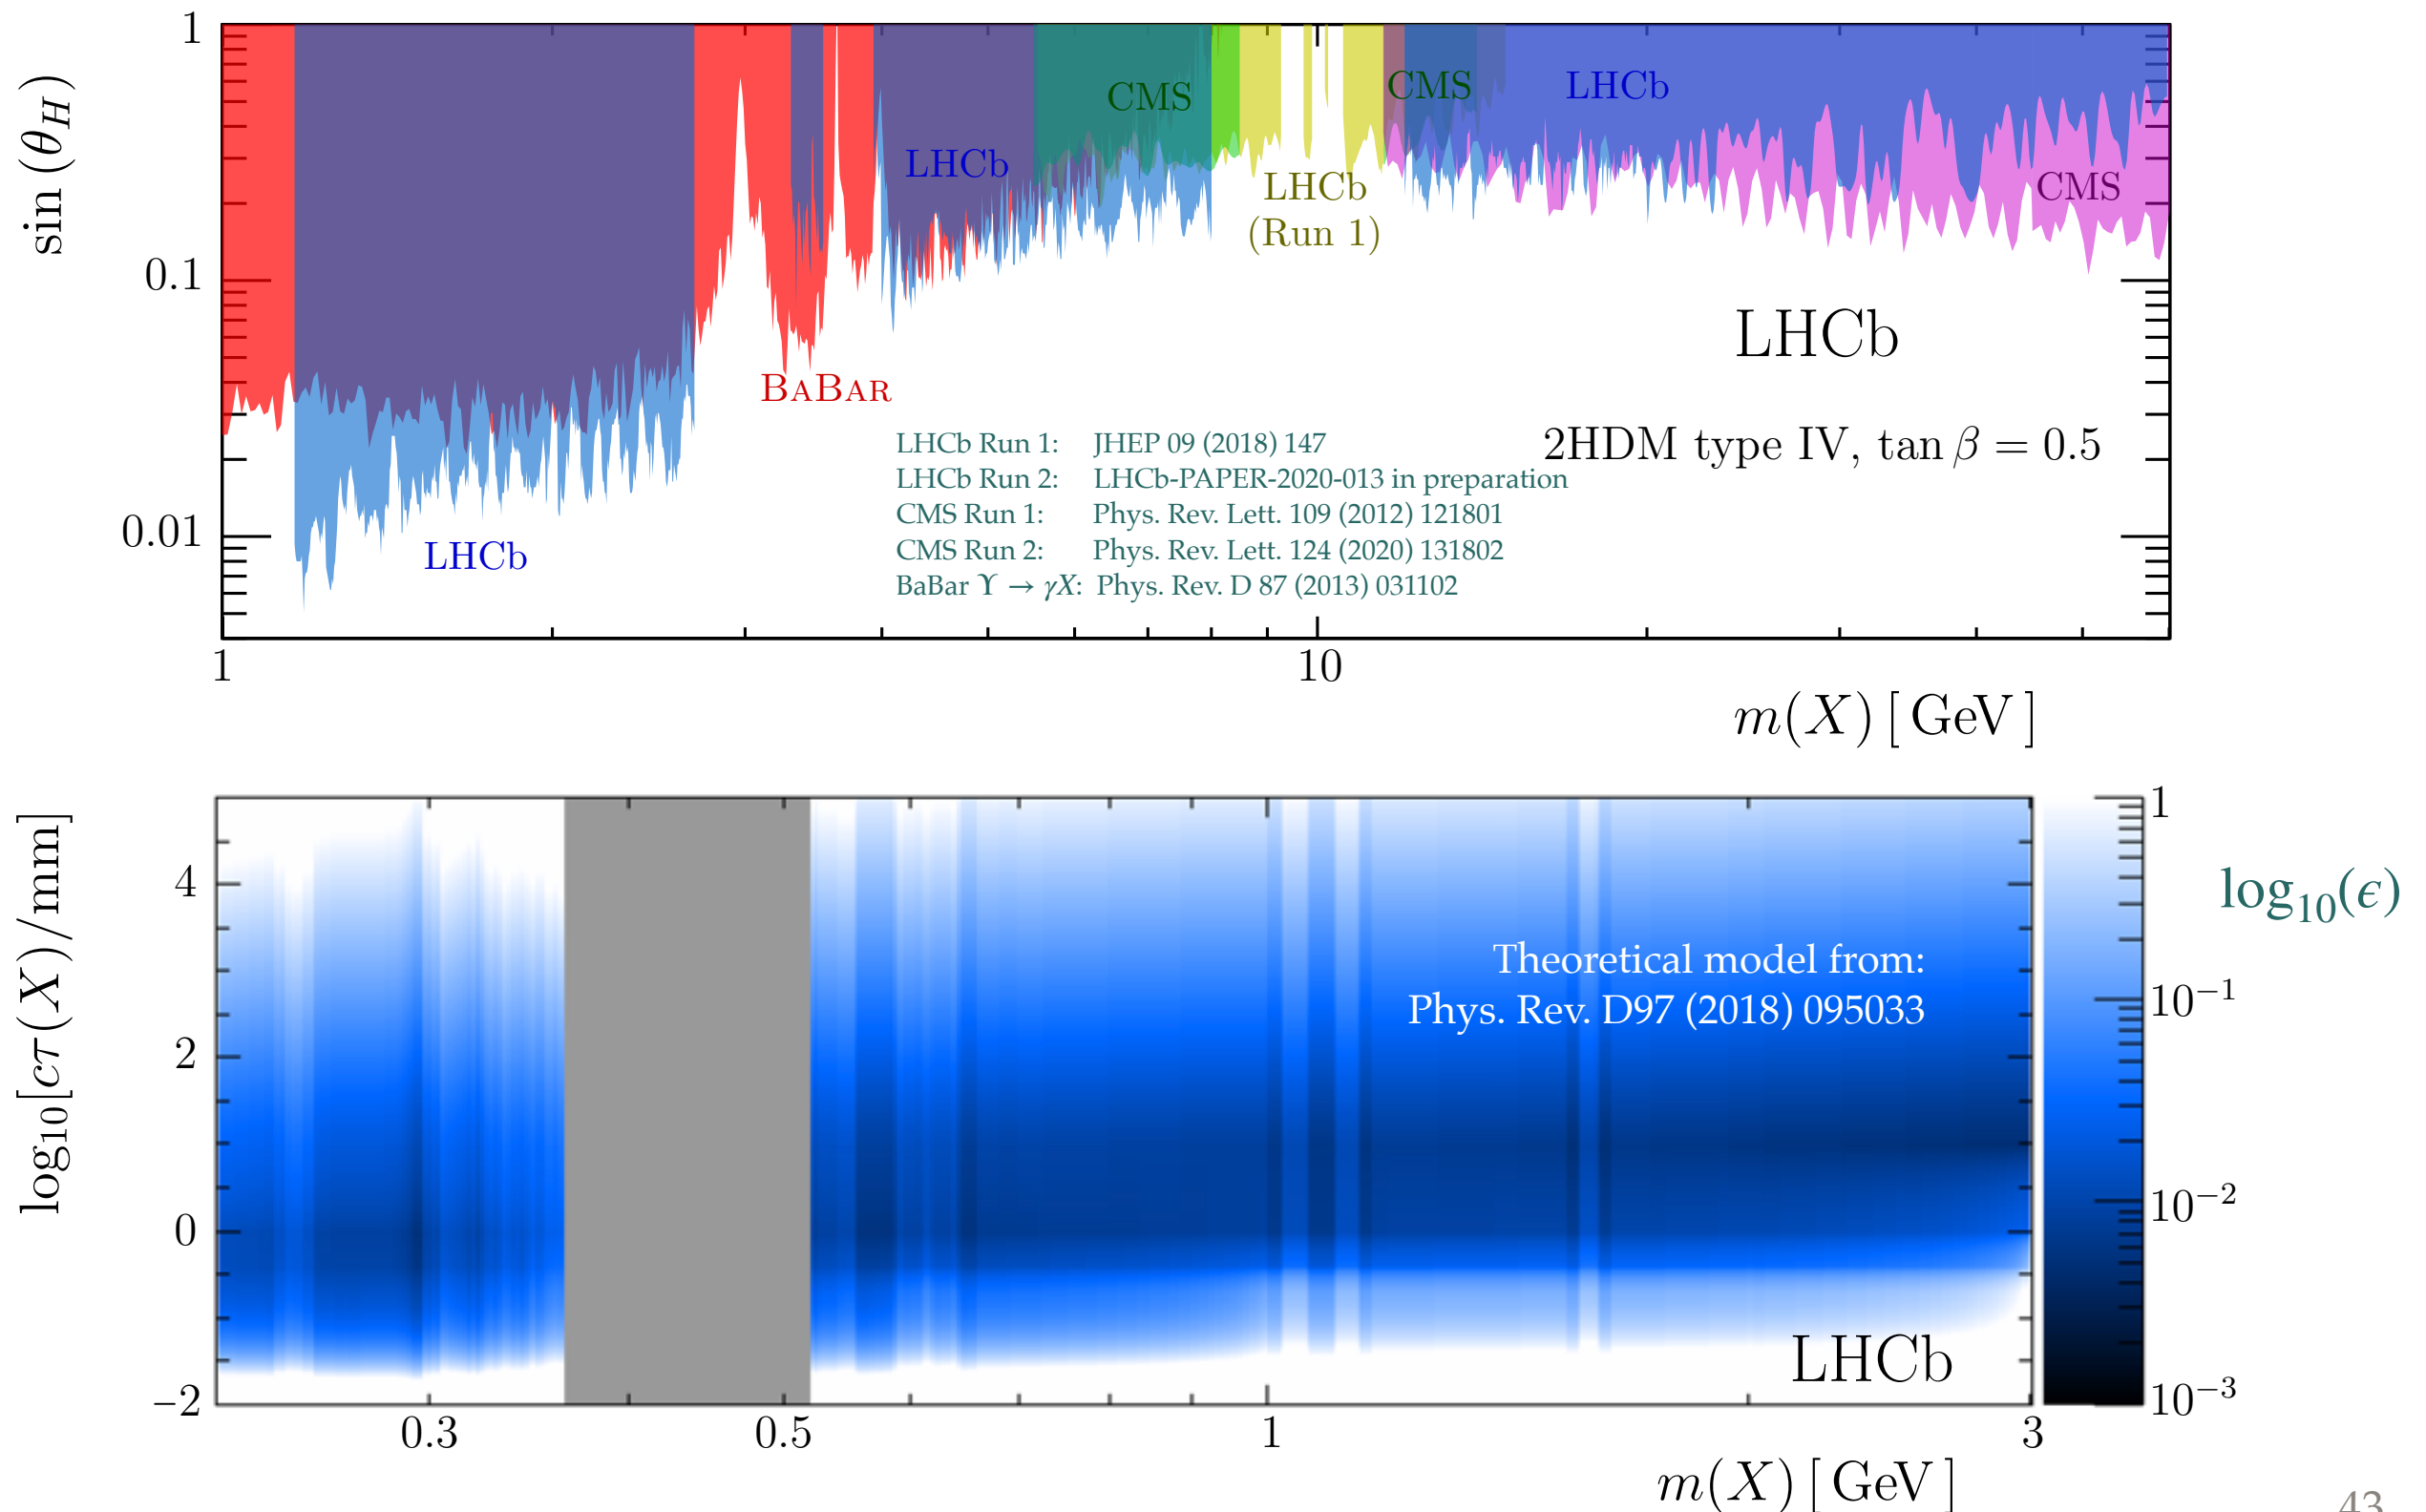 1
sin (θ_H)
CMS
CMS
LHCb
LHCb
LHCb
(Run 1)
CMS
0.1
LHCb
BABAR
LHCb Run 1: JHEP 09 (2018) 147
2HDM type IV, tan β = 0.5
LHCb Run 2: LHCb-PAPER-2020-013 in preparation
CMS Run 1: Phys. Rev. Lett. 109 (2012) 121801
0.01
LHCb
CMS Run 2: Phys. Rev. Lett. 124 (2020) 131802
BaBar ϒ → γX: Phys. Rev. D 87 (2013) 031102
1 10
m(X) [ GeV ]
log₁₀[cτ(X)/mm]
1
4
log₁₀(ϵ)
Theoretical model from:
Phys. Rev. D97 (2018) 095033
10⁻¹
2
0
10⁻²
LHCb
−2
10⁻³
0.3 0.5 1 3
m(X) [ GeV ]
43